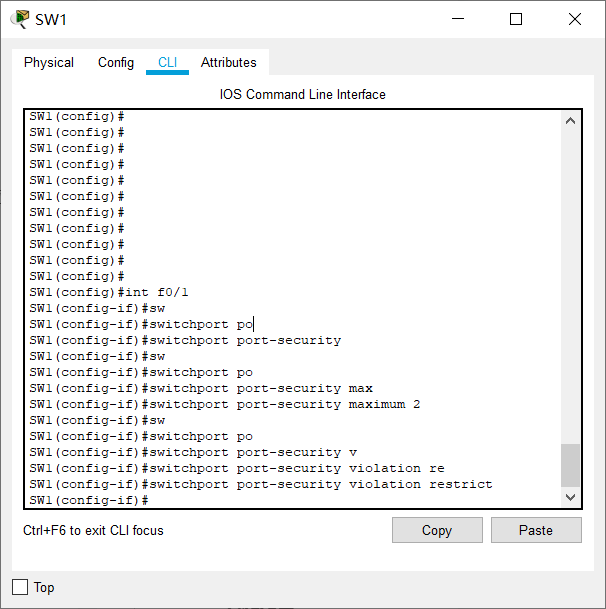 SW1
Physical Config CLI Attributes
IOS Command Line Interface
SW1(config)#
SW1(config)#
SW1(config)#
SW1(config)#
SW1(config)#
SW1(config)#
SW1(config)#
SW1(config)#
SW1(config)#
SW1(config)#
SW1(config)#
SW1(config)#int f0/1
SW1(config-if)#sw
SW1(config-if)#switchport po
SW1(config-if)#switchport port-security
SW1(config-if)#sw
SW1(config-if)#switchport po
SW1(config-if)#switchport port-security max
SW1(config-if)#switchport port-security maximum 2
SW1(config-if)#sw
SW1(config-if)#switchport po
SW1(config-if)#switchport port-security v
SW1(config-if)#switchport port-security violation re
SW1(config-if)#switchport port-security violation restrict
SW1(config-if)#
Ctrl+F6 to exit CLI focus Copy Paste
Top